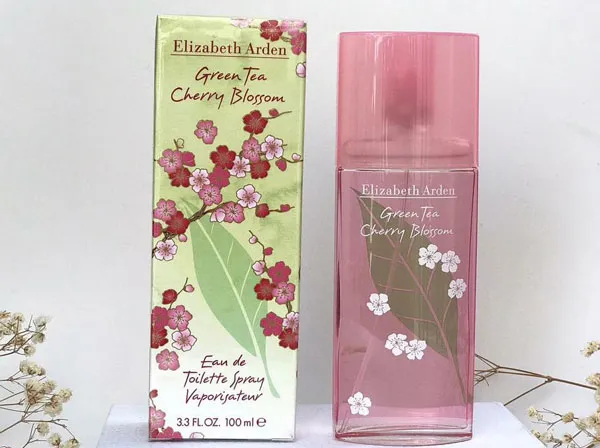 Elizabeth Arden
Green Tea
Cherry Blossom
Eau de
Toilette Spray
Vaporisateur
3.3 FL.OZ. 100 ml ℮
Elizabeth Arden
Green Tea
Cherry Blossom